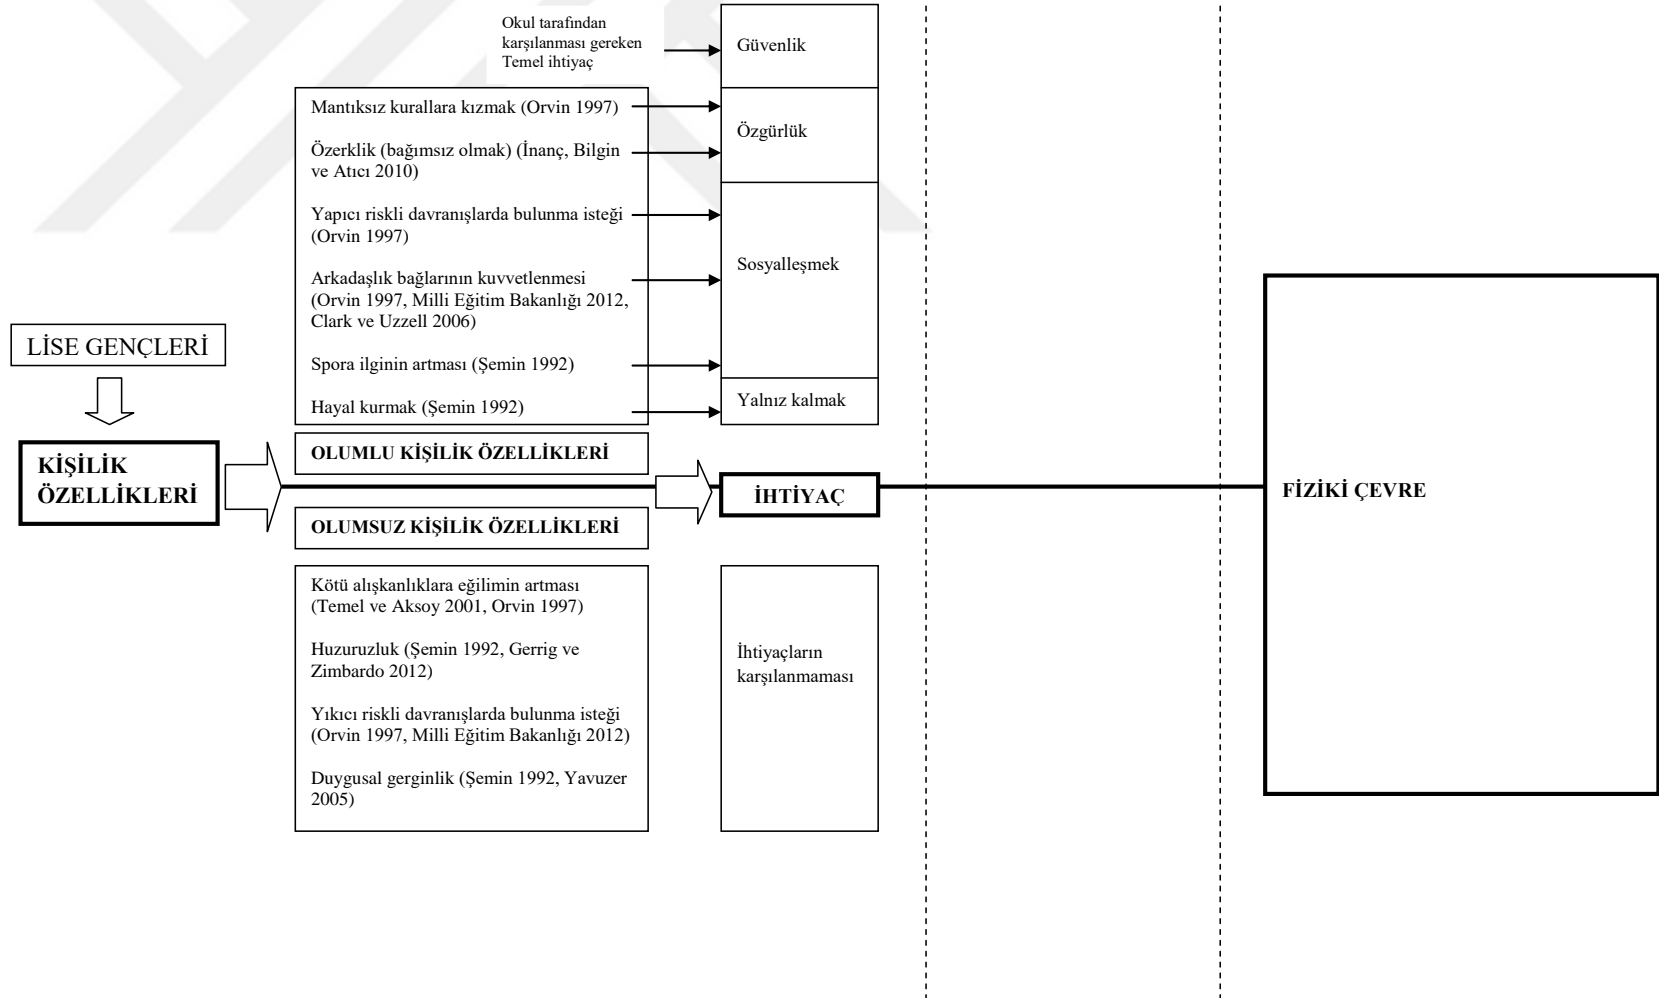 Okul tarafından
karşılanması gereken
Temel ihtiyaç
Güvenlik
Mantıksız kurallara kızmak (Orvin 1997)
Özerklik (bağımsız olmak) (İnanç, Bilgin
ve Atıcı 2010)
Özgürlük
Yapıcı riskli davranışlarda bulunma isteği
(Orvin 1997)
Arkadaşlık bağlarının kuvvetlenmesi
(Orvin 1997, Milli Eğitim Bakanlığı 2012,
Clark ve Uzzell 2006)
Spora ilginin artması (Şemin 1992)
Sosyalleşmek
Hayal kurmak (Şemin 1992)
Yalnız kalmak
LİSE GENÇLERİ
KİŞİLİK
ÖZELLİKLERİ
OLUMLU KİŞİLİK ÖZELLİKLERİ
OLUMSUZ KİŞİLİK ÖZELLİKLERİ
İHTİYAÇ
FİZİKİ ÇEVRE
Kötü alışkanlıklara eğilimin artması
(Temel ve Aksoy 2001, Orvin 1997)
Huzuruzluk (Şemin 1992, Gerrig ve
Zimbardo 2012)
Yıkıcı riskli davranışlarda bulunma isteği
(Orvin 1997, Milli Eğitim Bakanlığı 2012)
Duygusal gerginlik (Şemin 1992, Yavuzer
2005)
İhtiyaçların
karşılanmaması